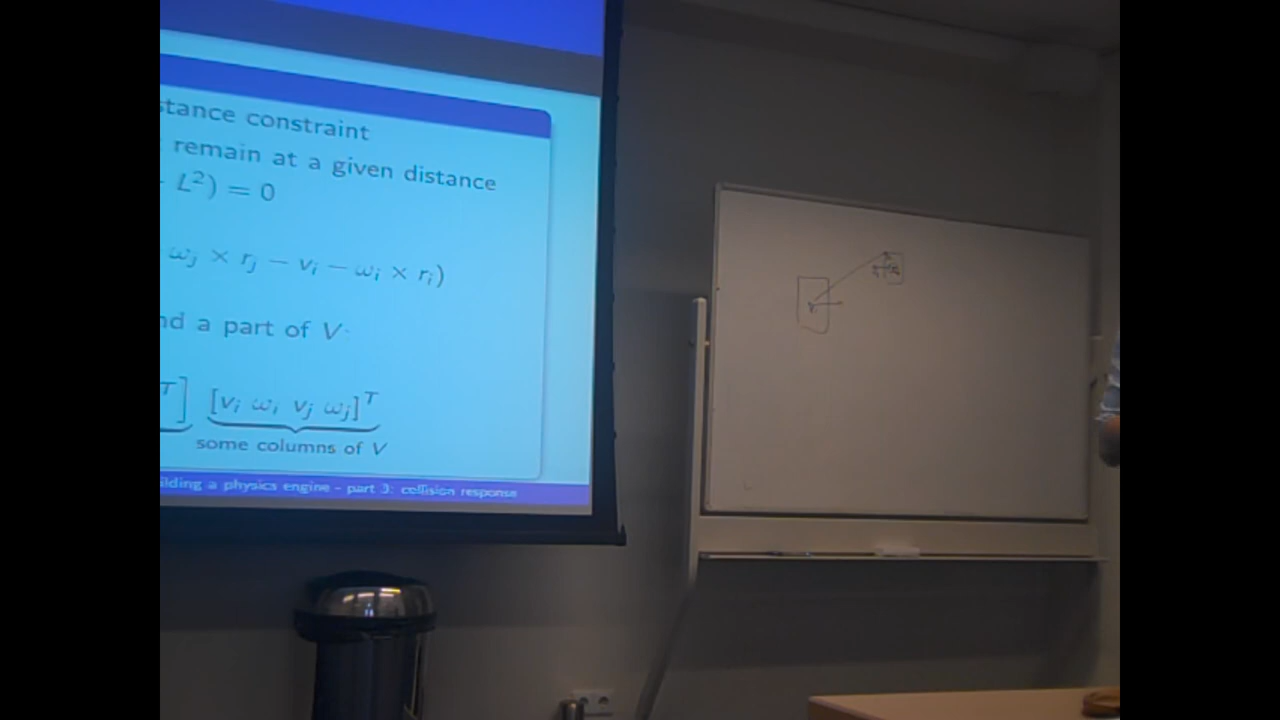 stance constraint
remain at a given distance
L²) = 0
ωⱼ × rⱼ − vᵢ − ωᵢ × rᵢ)
nd a part of V
T] [vᵢ ωᵢ vⱼ ωⱼ]ᵀ
some columns of V
ilding a physics engine - part 3: collision response